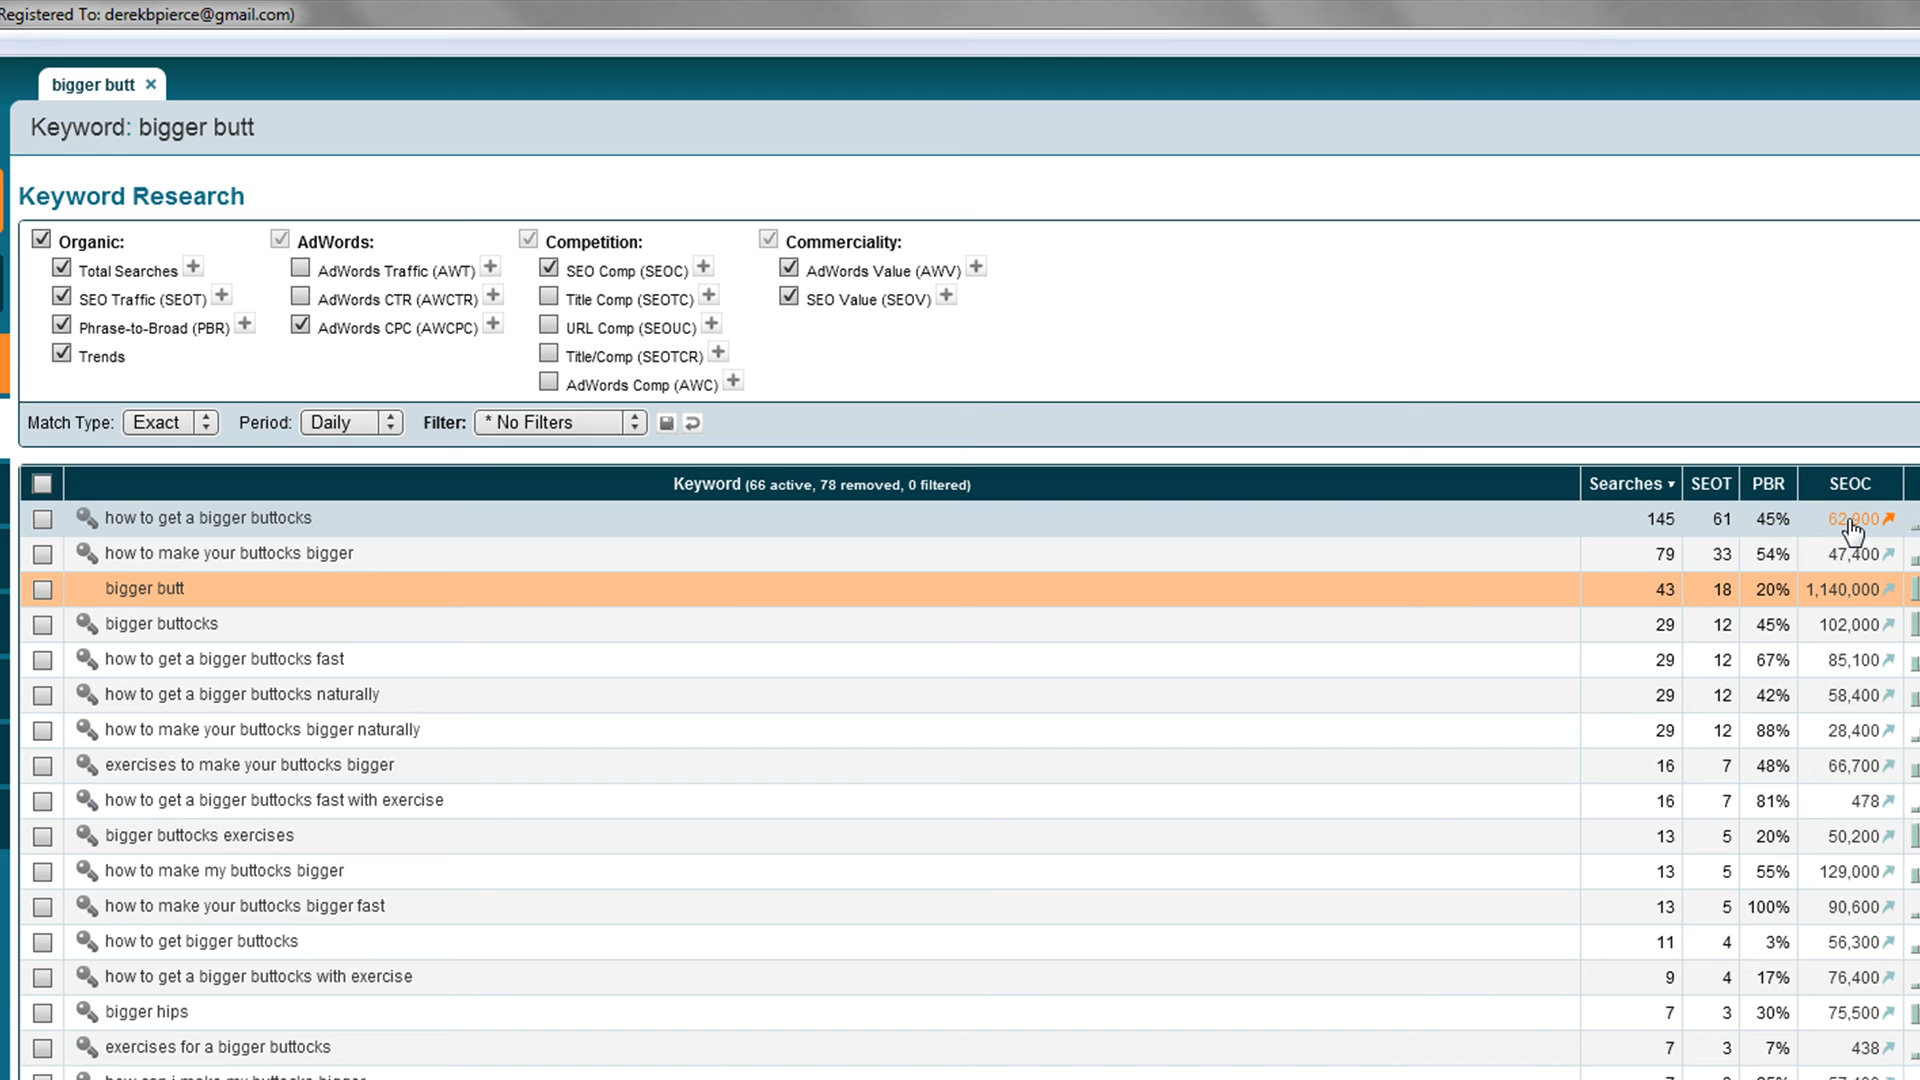 Registered To: derekbpierce@gmail.com)
bigger butt ×
Keyword: bigger butt
Keyword Research
Organic: AdWords: Competition: Commerciality:
Total Searches + AdWords Traffic (AWT) + SEO Comp (SEOC) + AdWords Value (AWV) +
SEO Traffic (SEOT) + AdWords CTR (AWCTR) + Title Comp (SEOTC) + SEO Value (SEOV) +
Phrase-to-Broad (PBR) + AdWords CPC (AWCPC) + URL Comp (SEOUC) +
Trends Title/Comp (SEOTCR) +
AdWords Comp (AWC) +
Match Type: Exact Period: Daily Filter: * No Filters
Keyword (66 active, 78 removed, 0 filtered) Searches ▾ SEOT PBR SEOC
how to get a bigger buttocks 145 61 45% 62,900
how to make your buttocks bigger 79 33 54% 47,400
bigger butt 43 18 20% 1,140,000
bigger buttocks 29 12 45% 102,000
how to get a bigger buttocks fast 29 12 67% 85,100
how to get a bigger buttocks naturally 29 12 42% 58,400
how to make your buttocks bigger naturally 29 12 88% 28,400
exercises to make your buttocks bigger 16 7 48% 66,700
how to get a bigger buttocks fast with exercise 16 7 81% 478
bigger buttocks exercises 13 5 20% 50,200
how to make my buttocks bigger 13 5 55% 129,000
how to make your buttocks bigger fast 13 5 100% 90,600
how to get bigger buttocks 11 4 3% 56,300
how to get a bigger buttocks with exercise 9 4 17% 76,400
bigger hips 7 3 30% 75,500
exercises for a bigger buttocks 7 3 7% 438
how can i make my buttocks bigger